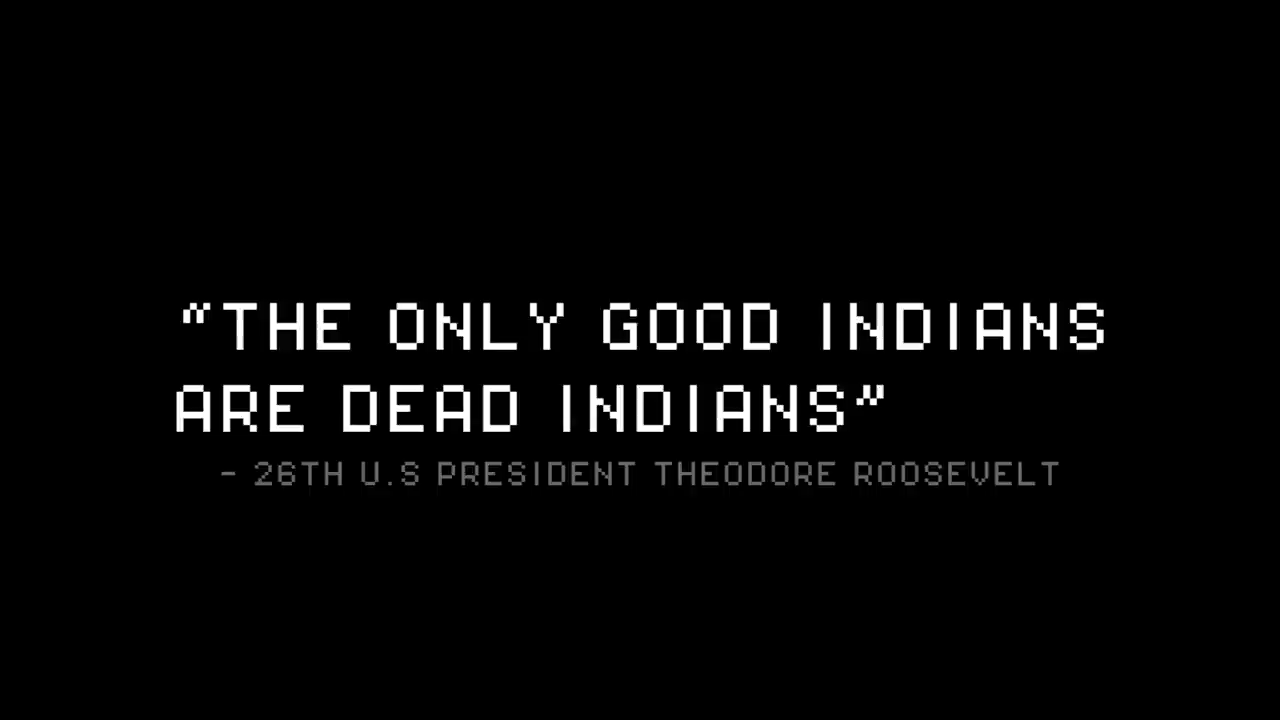 "THE ONLY GOOD INDIANS
ARE DEAD INDIANS"
- 26TH U.S PRESIDENT THEODORE ROOSEVELT